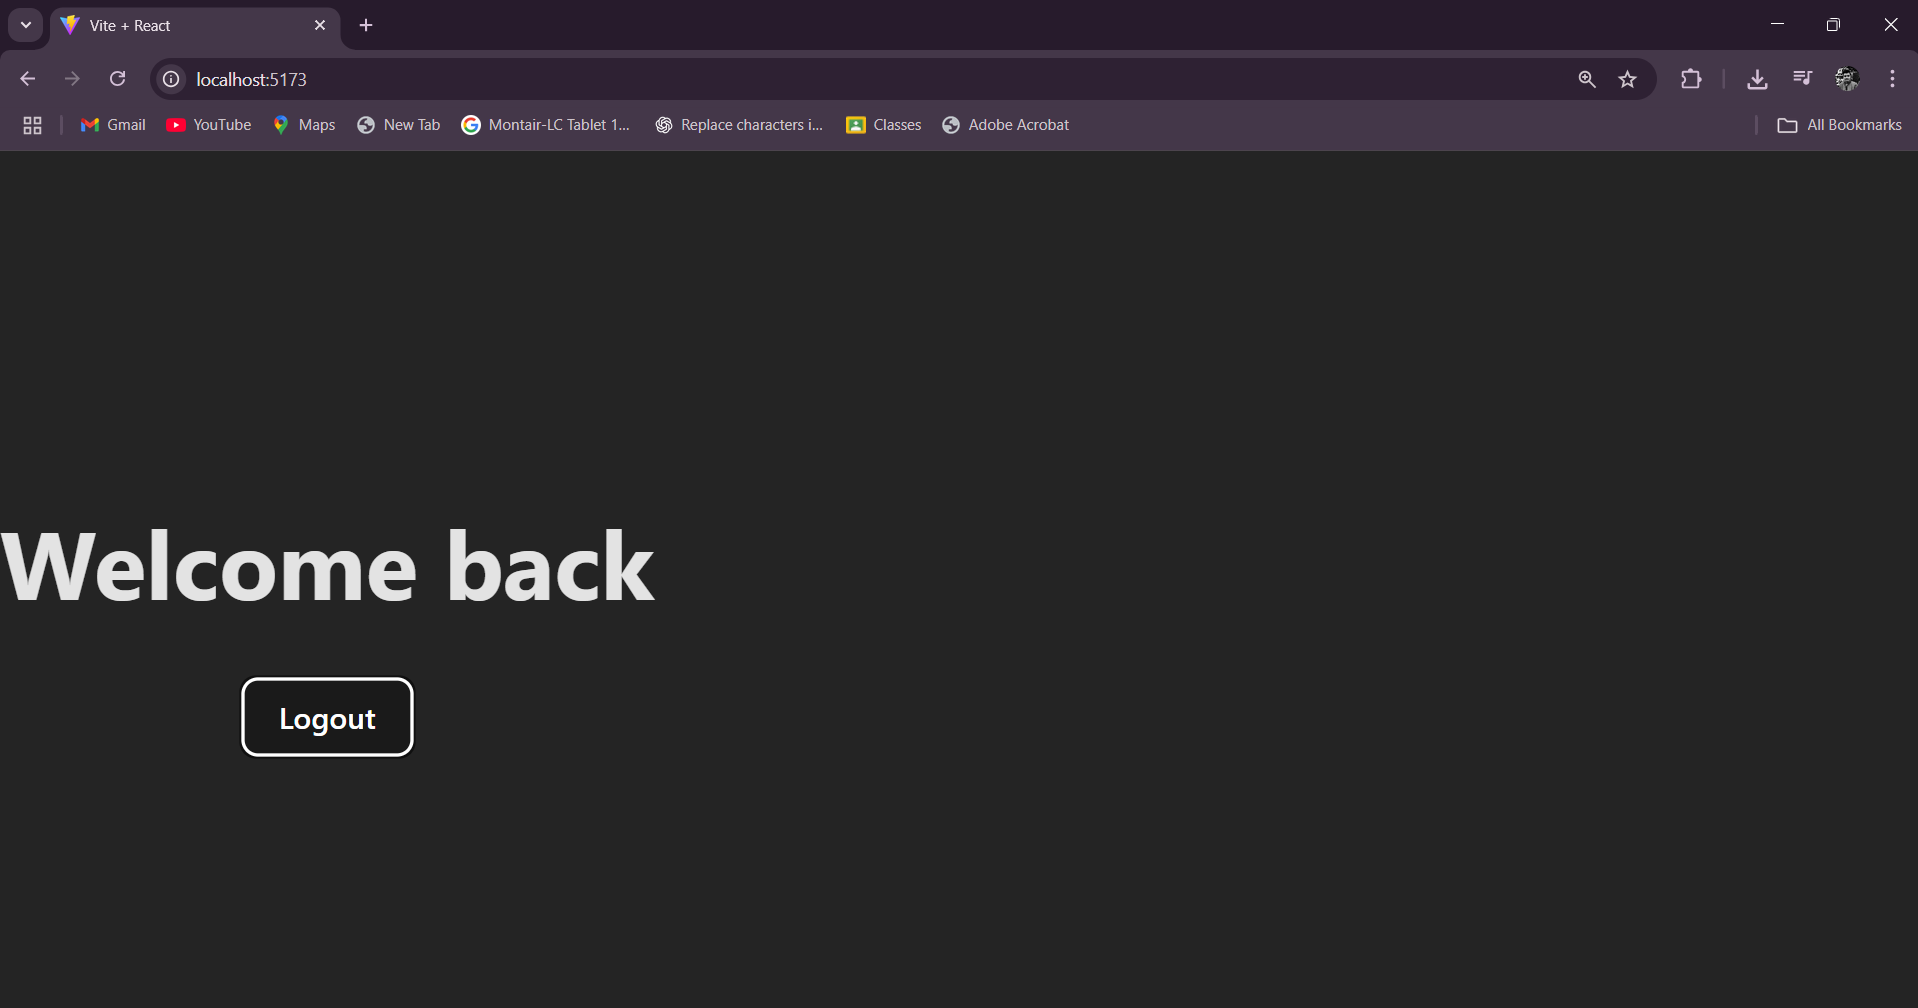 Vite + React
localhost:5173
Gmail YouTube Maps New Tab Montair-LC Tablet 1... Replace characters i... Classes Adobe Acrobat All Bookmarks
Welcome back
Logout